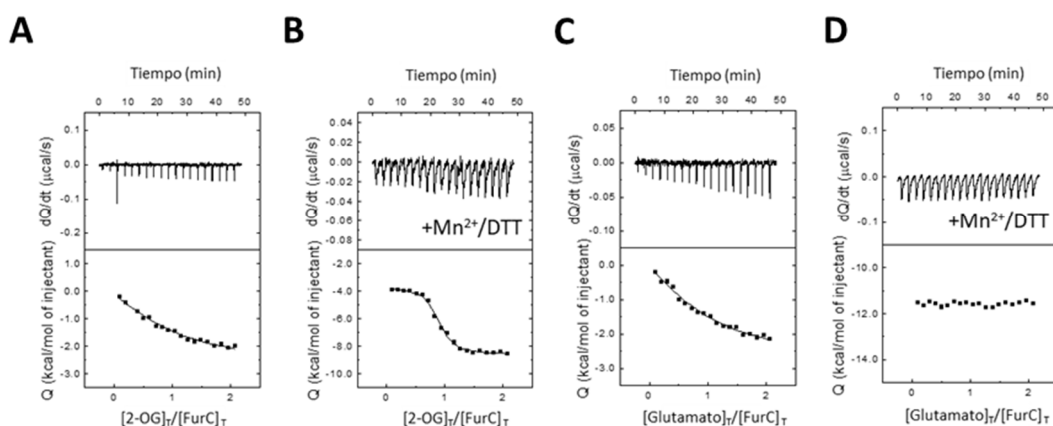 A
B
C
D
Tiempo (min)
0 10 20 30 40 50
dQ/dt (µcal/s)
0.1
0.0
-0.1
-0.2
Q (kcal/mol of injectant)
1.0
0.0
-1.0
-2.0
-3.0
0 1 2
[2-OG]T/[FurC]T
Tiempo (min)
0 10 20 30 40 50
dQ/dt (µcal/s)
0.04
0.02
0.00
-0.02
-0.04
-0.06
-0.08
+Mn²⁺/DTT
Q (kcal/mol of injectant)
-2.0
-4.0
-6.0
-8.0
-10.0
0 1 2
[2-OG]T/[FurC]T
Tiempo (min)
0 10 20 30 40 50
dQ/dt (µcal/s)
0.05
0.00
-0.05
-0.10
Q (kcal/mol of injectant)
0.0
-1.0
-2.0
-3.0
-4.0
0 1 2
[Glutamato]T/[FurC]T
Tiempo (min)
0 10 20 30 40 50
dQ/dt (µcal/s)
0.1
0.0
-0.1
+Mn²⁺/DTT
Q (kcal/mol of injectant)
-10.0
-12.0
-14.0
0 1 2
[Glutamato]T/[FurC]T